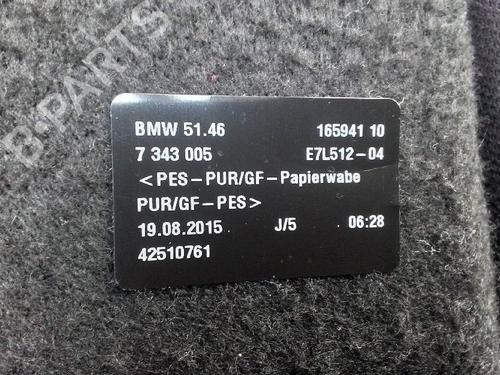 B-PARTS
BMW 51.46 165941 10
7 343 005 E7L512-04
<PES-PUR/GF-Papierwabe
PUR/GF-PES>
19.08.2015 J/5 06:28
42510761